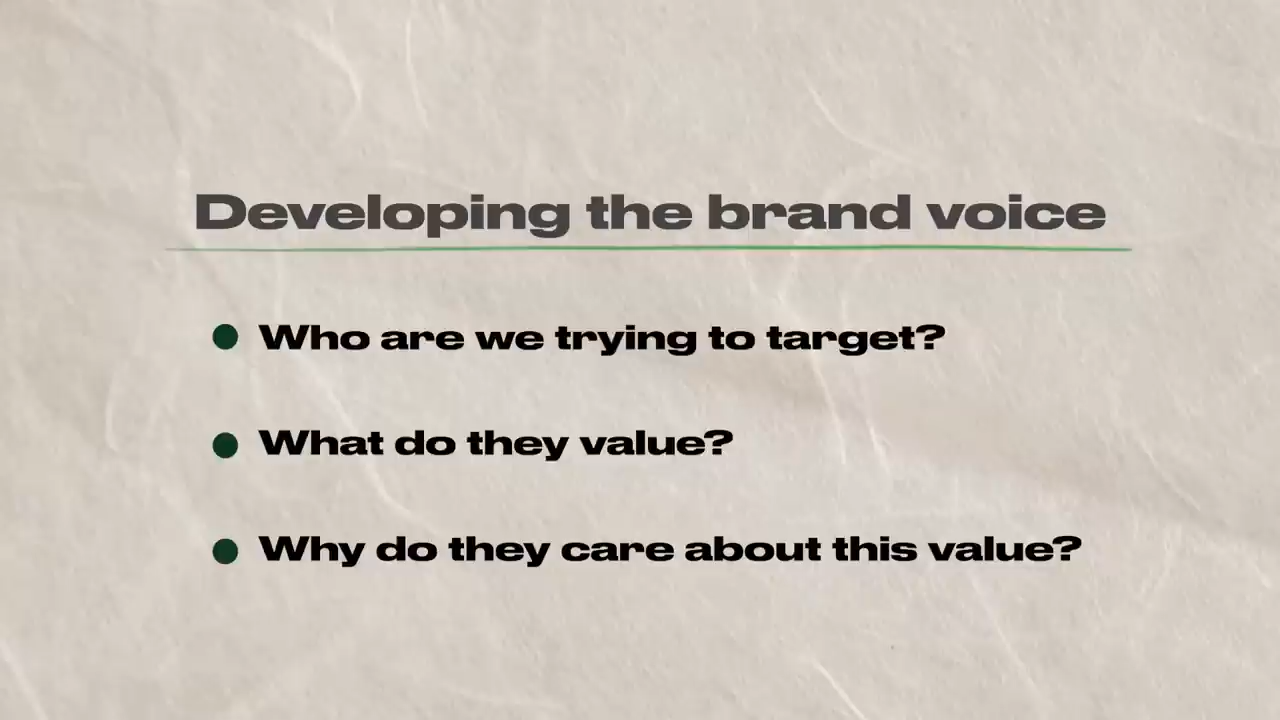 Developing the brand voice
Who are we trying to target?
What do they value?
Why do they care about this value?